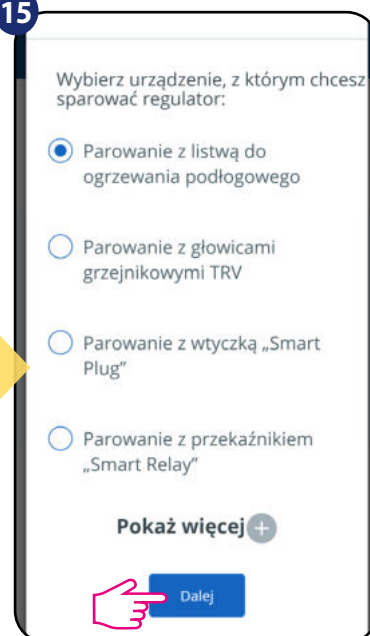 15
Wybierz urządzenie, z którym chcesz
sparować regulator:
Parowanie z listwą do
ogrzewania podłogowego
Parowanie z głowicami
grzejnikowymi TRV
Parowanie z wtyczką „Smart
Plug”
Parowanie z przekaźnikiem
„Smart Relay”
Pokaż więcej
Dalej